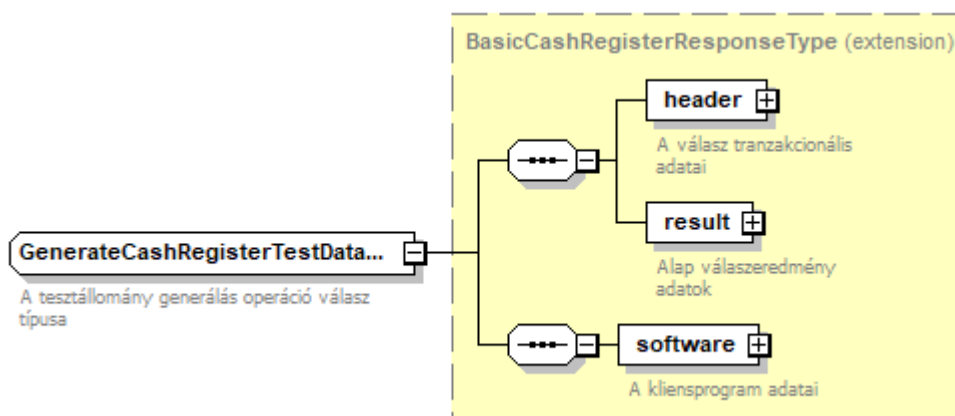 BasicCashRegisterResponseType (extension)
header
A válasz tranzakcionális
adatai
result
Alap válaszeredmény
adatok
GenerateCashRegisterTestData...
A tesztállomány generálás operáció válasz
típusa
software
A kliensprogram adatai